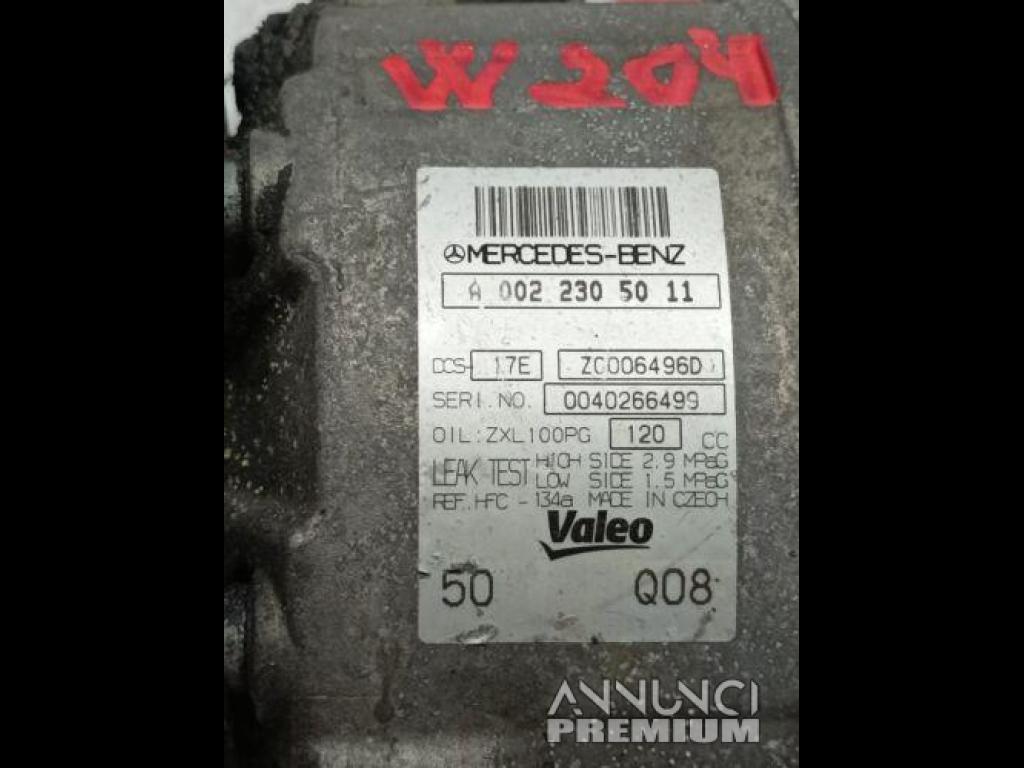 W204
MERCEDES-BENZ
A 002 230 50 11
DCS- 17E ZC006496D
SERI.NO. 0040266499
OIL:ZXL100PG 120 CC
LEAK TEST HIGH SIDE 2.9 MPaG
LOW SIDE 1.5 MPaG
REF.HFC-134a MADE IN CZECH
Valeo
50 Q08
ANNUNCI
PREMIUM